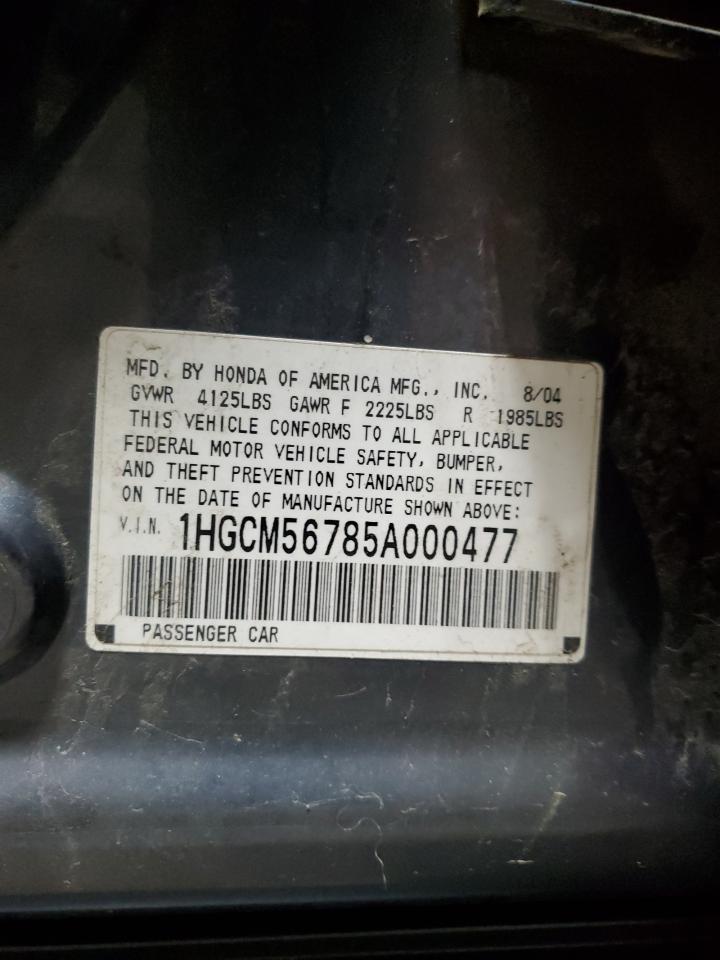 MFD. BY HONDA OF AMERICA MFG., INC. 8/04
GVWR 4125LBS GAWR F 2225LBS R 1985LBS
THIS VEHICLE CONFORMS TO ALL APPLICABLE
FEDERAL MOTOR VEHICLE SAFETY, BUMPER,
AND THEFT PREVENTION STANDARDS IN EFFECT
ON THE DATE OF MANUFACTURE SHOWN ABOVE:
V.I.N. 1HGCM56785A000477
PASSENGER CAR